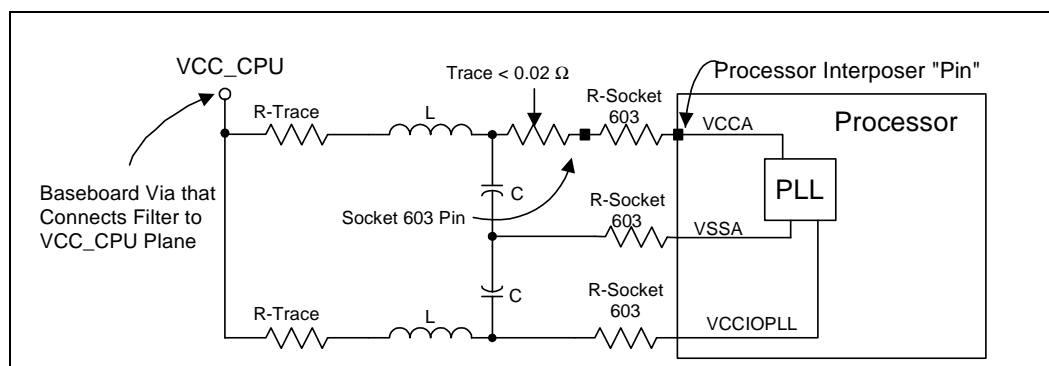 VCC_CPU
Trace < 0.02 Ω
Processor Interposer "Pin"
R-Trace
L
R-Socket
603
VCCA
Processor
PLL
Baseboard Via that
Connects Filter to
VCC_CPU Plane
C
Socket 603 Pin
R-Socket
603
VSSA
R-Trace
L
C
R-Socket
603
VCCIOPLL